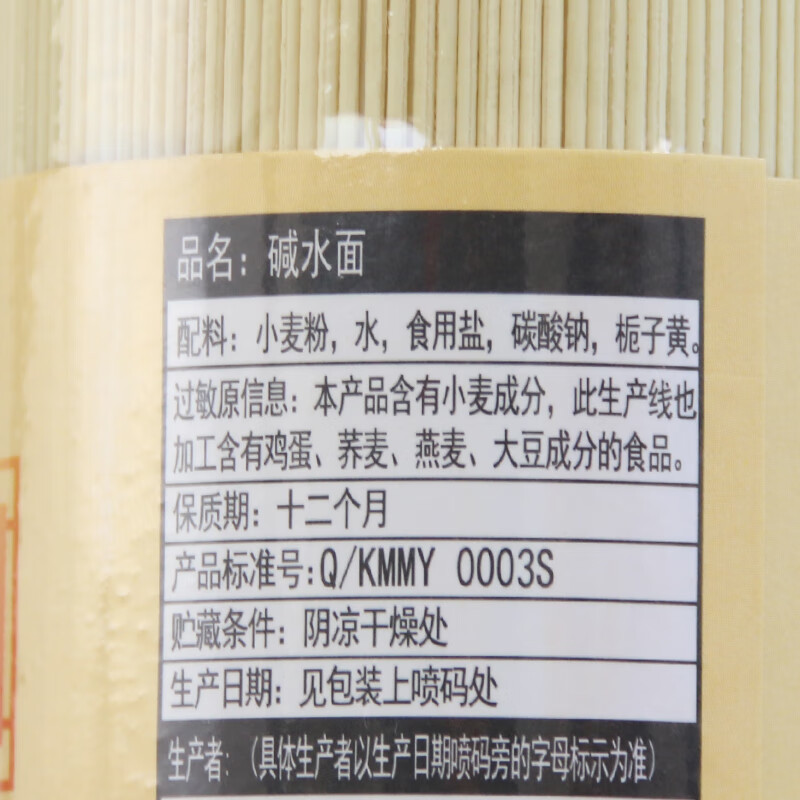 品名：碱水面
配料：小麦粉，水，食用盐，碳酸钠，栀子黄。
过敏原信息：本产品含有小麦成分，此生产线也
加工含有鸡蛋、荞麦、燕麦、大豆成分的食品。
保质期：十二个月
产品标准号：Q/KMMY 0003S
贮藏条件：阴凉干燥处
生产日期：见包装上喷码处
生产者：（具体生产者以生产日期喷码旁的字母标示为准）